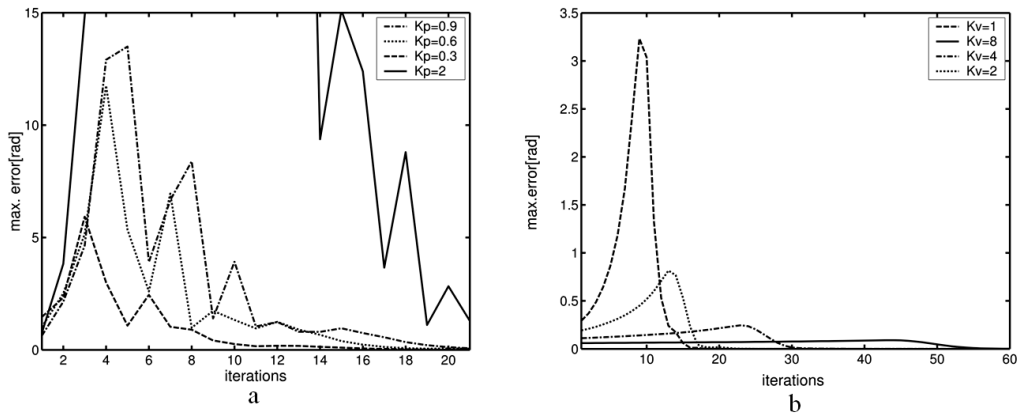 15
10
5
0
max. error[rad]
Kp=0.9
Kp=0.6
Kp=0.3
Kp=2
2 4 6 8 10 12 14 16 18 20
iterations
a
3.5
3
2.5
2
1.5
1
0.5
0
max.error[rad]
Kv=1
Kv=8
Kv=4
Kv=2
10 20 30 40 50 60
iterations
b